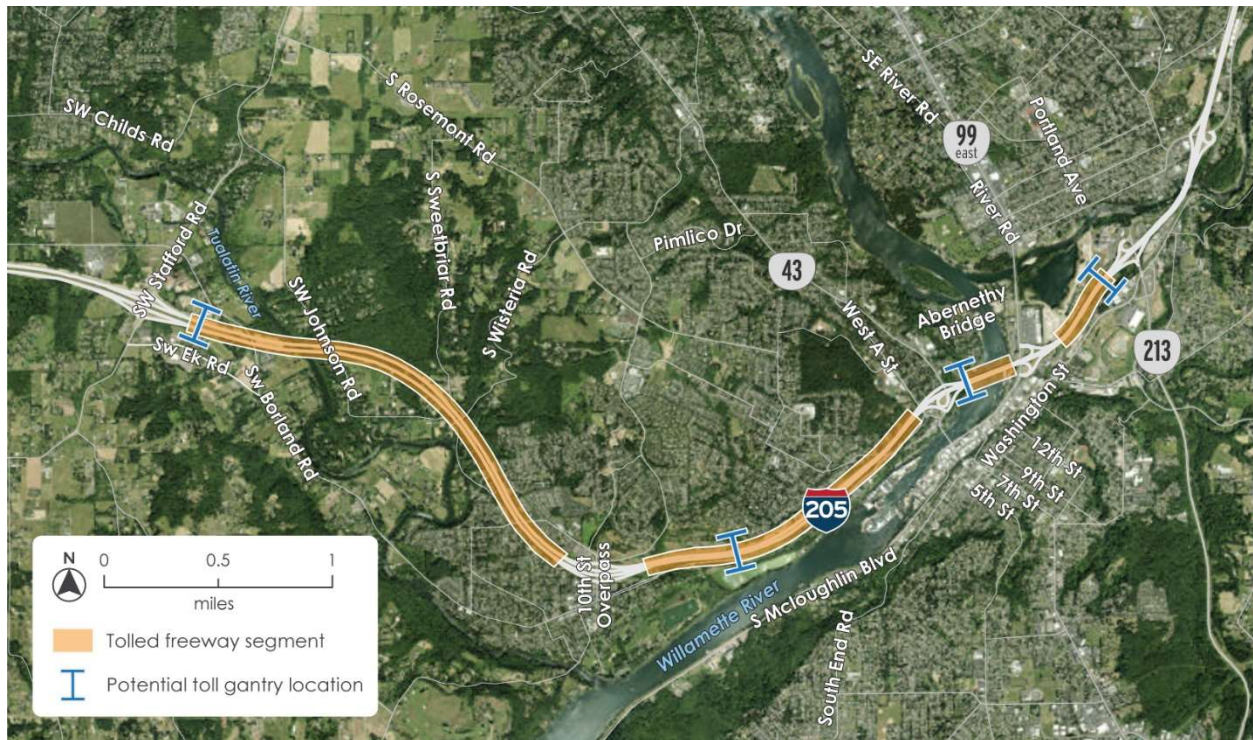 SW Childs Rd
S Rosemont Rd
SE River Rd
99
east
Portland Ave
River Rd
SW Stafford Rd
Tualatin River
S Sweetbriar Rd
Pimlico Dr
43
S Wisteria Rd
SW Johnson Rd
West A St
Abernethy
Bridge
213
Sw Ek Rd
Sw Borland Rd
Washington St
12th St
9th St
7th St
5th St
205
10th St
Overpass
Willamette River
S Mcloughlin Blvd
South-End Rd
N
0
0.5
1
miles
Tolled freeway segment
Potential toll gantry location